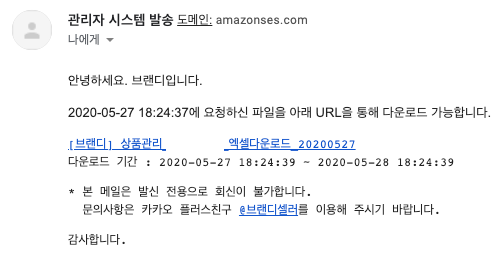 관리자 시스템 발송 도메인: amazonses.com
나에게
안녕하세요. 브랜디입니다.
2020-05-27 18:24:37에 요청하신 파일을 아래 URL을 통해 다운로드 가능합니다.
[브랜디] 상품관리_ _엑셀다운로드_20200527
다운로드 기간 : 2020-05-27 18:24:39 ~ 2020-05-28 18:24:39
* 본 메일은 발신 전용으로 회신이 불가합니다.
문의사항은 카카오 플러스친구 @브랜디셀러를 이용해 주시기 바랍니다.
감사합니다.